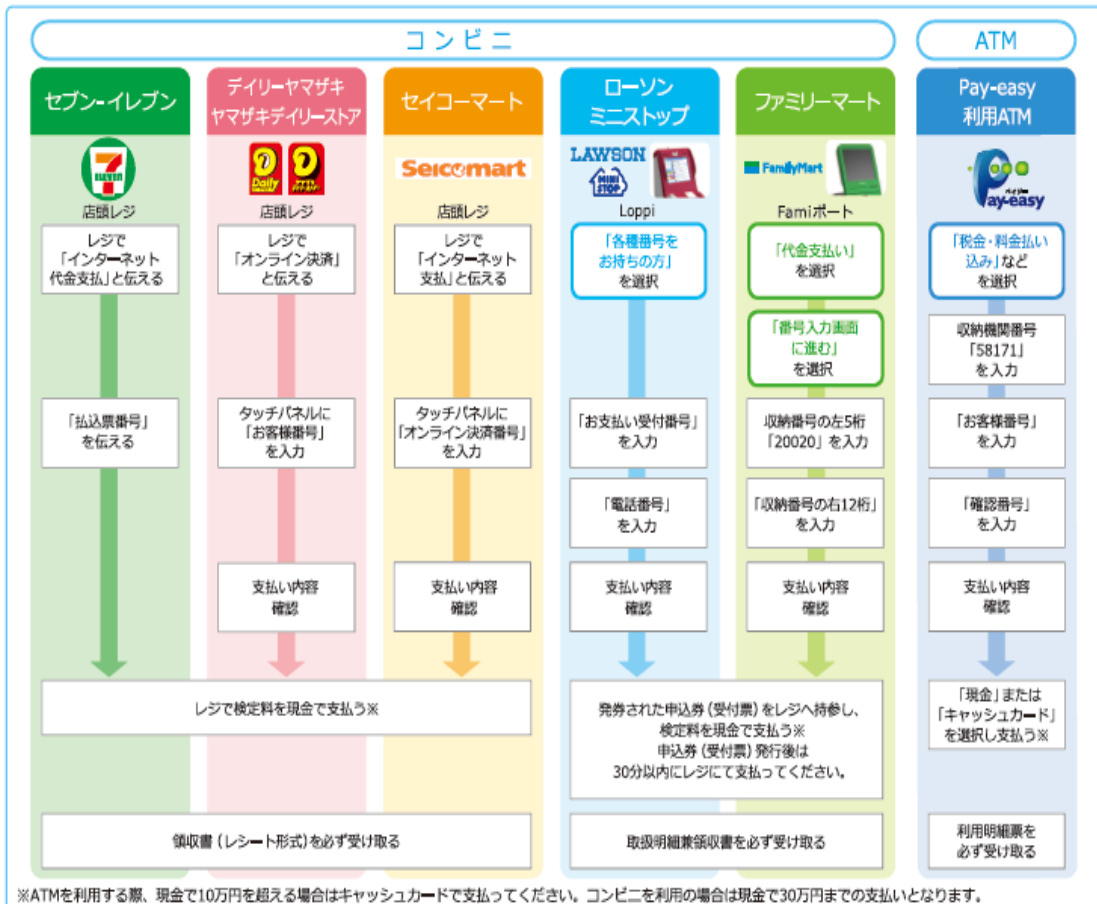 コンビニ
ATM
セブン-イレブン
デイリーヤマザキ
ヤマザキデイリーストア
セイコーマート
ローソン
ミニストップ
ファミリーマート
Pay-easy
利用ATM
7
ELEVEN
Daily
Seicomart
LAWSON
MINI
STOP
FamilyMart
Pay-easy
店頭レジ
店頭レジ
店頭レジ
Loppi
Famiポート
レジで
「インターネット
代金支払」と伝える
レジで
「オンライン決済」
と伝える
レジで
「インターネット
支払」と伝える
「各種番号を
お持ちの方」
を選択
「代金支払い」
を選択
「税金・料金払い
込み」など
を選択
「番号入力画面
に進む」
を選択
収納機関番号
「58171」
を入力
「払込票番号」
を伝える
タッチパネルに
「お客様番号」
を入力
タッチパネルに
「オンライン決済番号」
を入力
「お支払い受付番号」
を入力
収納番号の左5桁
「20020」を入力
「お客様番号」
を入力
「電話番号」
を入力
「収納番号の右12桁」
を入力
「確認番号」
を入力
支払い内容
確認
支払い内容
確認
支払い内容
確認
支払い内容
確認
支払い内容
確認
レジで検定料を現金で支払う※
発券された申込券（受付票）をレジへ持参し、
検定料を現金で支払う※
申込券（受付票）発行後は
30分以内にレジにて支払ってください。
「現金」または
「キャッシュカード」
を選択し支払う※
領収書（レシート形式）を必ず受け取る
取扱明細兼領収書を必ず受け取る
利用明細票を
必ず受け取る
※ATMを利用する際、現金で10万円を超える場合はキャッシュカードで支払ってください。コンビニを利用の場合は現金で30万円までの支払いとなります。